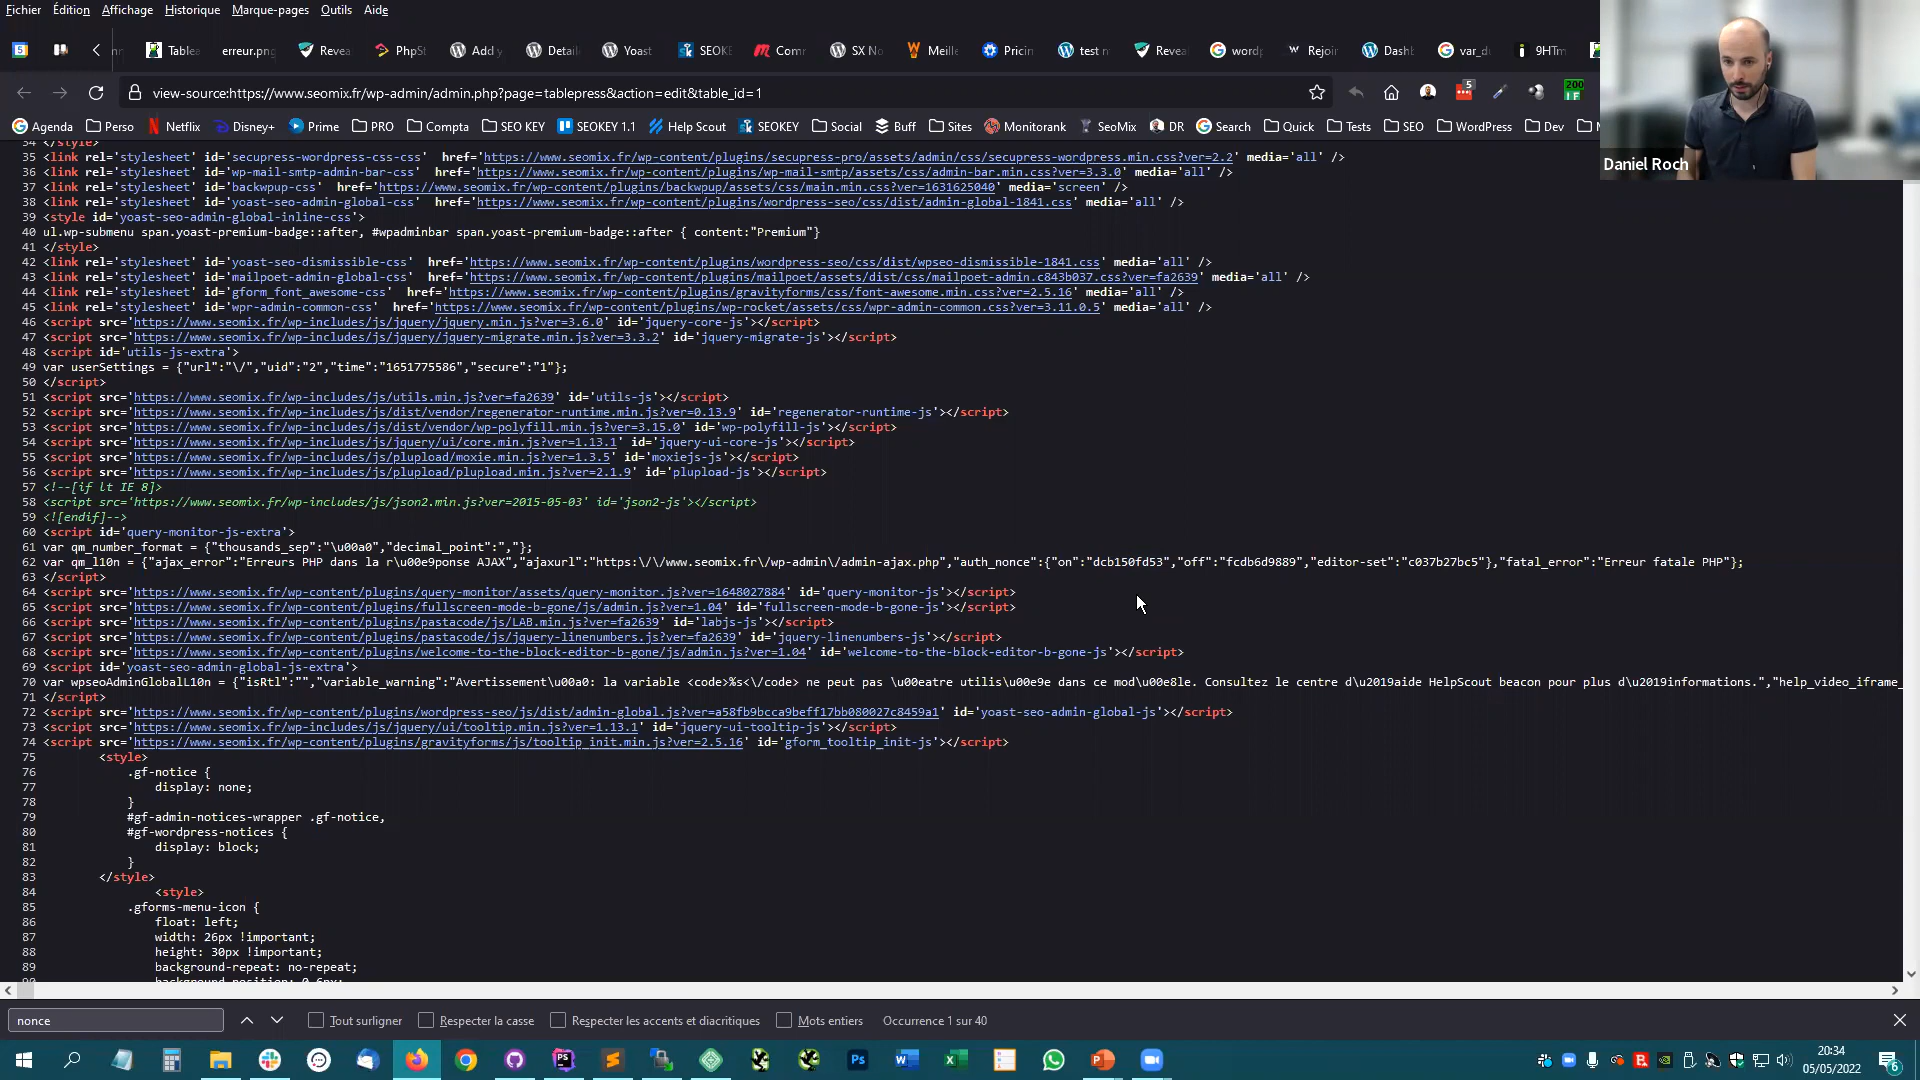 Fichier Édition Affichage Historique Marque-pages Outils Aide
Tablea erreur.png Revea PhpSt Add y Detail Yoast SEOKE Comm SX No Meille Pricin test n Revea wordp Rejoir Dashb var_du 9HTm
view-source:https://www.seomix.fr/wp-admin/admin.php?page=tablepress&action=edit&table_id=1
Agenda Perso Netflix Disney+ Prime PRO Compta SEO KEY SEOKEY 1.1 Help Scout SEOKEY Social Buff Sites Monitorank SeoMix DR Search Quick Tests SEO WordPress Dev
Daniel Roch
34 </style>
35 <link rel='stylesheet' id='secupress-wordpress-css-css' href='https://www.seomix.fr/wp-content/plugins/secupress-pro/assets/admin/css/secupress-wordpress.min.css?ver=2.2' media='all' />
36 <link rel='stylesheet' id='wp-mail-smtp-admin-bar-css' href='https://www.seomix.fr/wp-content/plugins/wp-mail-smtp/assets/css/admin-bar.min.css?ver=3.3.0' media='all' />
37 <link rel='stylesheet' id='backwpup-css' href='https://www.seomix.fr/wp-content/plugins/backwpup/assets/css/main.min.css?ver=1631625040' media='screen' />
38 <link rel='stylesheet' id='yoast-seo-admin-global-css' href='https://www.seomix.fr/wp-content/plugins/wordpress-seo/css/dist/admin-global-1841.css' media='all' />
39 <style id='yoast-seo-admin-global-inline-css'>
40 ul.wp-submenu span.yoast-premium-badge::after, #wpadminbar span.yoast-premium-badge::after { content:"Premium"}
41 </style>
42 <link rel='stylesheet' id='yoast-seo-dismissible-css' href='https://www.seomix.fr/wp-content/plugins/wordpress-seo/css/dist/wpseo-dismissible-1841.css' media='all' />
43 <link rel='stylesheet' id='mailpoet-admin-global-css' href='https://www.seomix.fr/wp-content/plugins/mailpoet/assets/dist/css/mailpoet-admin.c843b037.css?ver=fa2639' media='all' />
44 <link rel='stylesheet' id='gform_font_awesome-css' href='https://www.seomix.fr/wp-content/plugins/gravityforms/css/font-awesome.min.css?ver=2.5.16' media='all' />
45 <link rel='stylesheet' id='wpr-admin-common-css' href='https://www.seomix.fr/wp-content/plugins/wp-rocket/assets/css/wpr-admin-common.css?ver=3.11.0.5' media='all' />
46 <script src='https://www.seomix.fr/wp-includes/js/jquery/jquery.min.js?ver=3.6.0' id='jquery-core-js'></script>
47 <script src='https://www.seomix.fr/wp-includes/js/jquery/jquery-migrate.min.js?ver=3.3.2' id='jquery-migrate-js'></script>
48 <script id='utils-js-extra'>
49 var userSettings = {"url":"\/","uid":"2","time":"1651775586","secure":"1"};
50 </script>
51 <script src='https://www.seomix.fr/wp-includes/js/utils.min.js?ver=fa2639' id='utils-js'></script>
52 <script src='https://www.seomix.fr/wp-includes/js/dist/vendor/regenerator-runtime.min.js?ver=0.13.9' id='regenerator-runtime-js'></script>
53 <script src='https://www.seomix.fr/wp-includes/js/dist/vendor/wp-polyfill.min.js?ver=3.15.0' id='wp-polyfill-js'></script>
54 <script src='https://www.seomix.fr/wp-includes/js/jquery/ui/core.min.js?ver=1.13.1' id='jquery-ui-core-js'></script>
55 <script src='https://www.seomix.fr/wp-includes/js/plupload/moxie.min.js?ver=1.3.5' id='moxiejs-js'></script>
56 <script src='https://www.seomix.fr/wp-includes/js/plupload/plupload.min.js?ver=2.1.9' id='plupload-js'></script>
57 <!--[if lt IE 8]>
58 <script src='https://www.seomix.fr/wp-includes/js/json2.min.js?ver=2015-05-03' id='json2-js'></script>
59 <![endif]-->
60 <script id='query-monitor-js-extra'>
61 var qm_number_format = {"thousands_sep":"\u00a0","decimal_point":","};
62 var qm_l10n = {"ajax_error":"Erreurs PHP dans la r\u00e9ponse AJAX","ajaxurl":"https:\/\/www.seomix.fr\/wp-admin\/admin-ajax.php","auth_nonce":{"on":"dcb150fd53","off":"fcdb6d9889","editor-set":"c037b27bc5"},"fatal_error":"Erreur fatale PHP"};
63 </script>
64 <script src='https://www.seomix.fr/wp-content/plugins/query-monitor/assets/query-monitor.js?ver=1648027884' id='query-monitor-js'></script>
65 <script src='https://www.seomix.fr/wp-content/plugins/fullscreen-mode-b-gone/js/admin.js?ver=1.04' id='fullscreen-mode-b-gone-js'></script>
66 <script src='https://www.seomix.fr/wp-content/plugins/pastacode/js/LAB.min.js?ver=fa2639' id='labjs-js'></script>
67 <script src='https://www.seomix.fr/wp-content/plugins/pastacode/js/jquery-linenumbers.js?ver=fa2639' id='jquery-linenumbers-js'></script>
68 <script src='https://www.seomix.fr/wp-content/plugins/welcome-to-the-block-editor-b-gone/js/admin.js?ver=1.04' id='welcome-to-the-block-editor-b-gone-js'></script>
69 <script id='yoast-seo-admin-global-js-extra'>
70 var wpseoAdminGlobalL10n = {"isRtl":"","variable_warning":"Avertissement\u00a0: la variable <code>%s<\/code> ne peut pas \u00eatre utilis\u00e9e dans ce mod\u00e8le. Consultez le centre d\u2019aide HelpScout beacon pour plus d\u2019informations.","help_video_iframe_
71 </script>
72 <script src='https://www.seomix.fr/wp-content/plugins/wordpress-seo/js/dist/admin-global.js?ver=a58fb9bcca9beff17bb080027c8459a1' id='yoast-seo-admin-global-js'></script>
73 <script src='https://www.seomix.fr/wp-includes/js/jquery/ui/tooltip.min.js?ver=1.13.1' id='jquery-ui-tooltip-js'></script>
74 <script src='https://www.seomix.fr/wp-content/plugins/gravityforms/js/tooltip_init.min.js?ver=2.5.16' id='gform_tooltip_init-js'></script>
75 <style>
76 .gf-notice {
77 display: none;
78 }
79 #gf-admin-notices-wrapper .gf-notice,
80 #gf-wordpress-notices {
81 display: block;
82 }
83 </style>
84 <style>
85 .gforms-menu-icon {
86 float: left;
87 width: 26px !important;
88 height: 30px !important;
89 background-repeat: no-repeat;
90 background-position: 0 6px;
nonce Tout surligner Respecter la casse Respecter les accents et diacritiques Mots entiers Occurrence 1 sur 40
20:34
05/05/2022